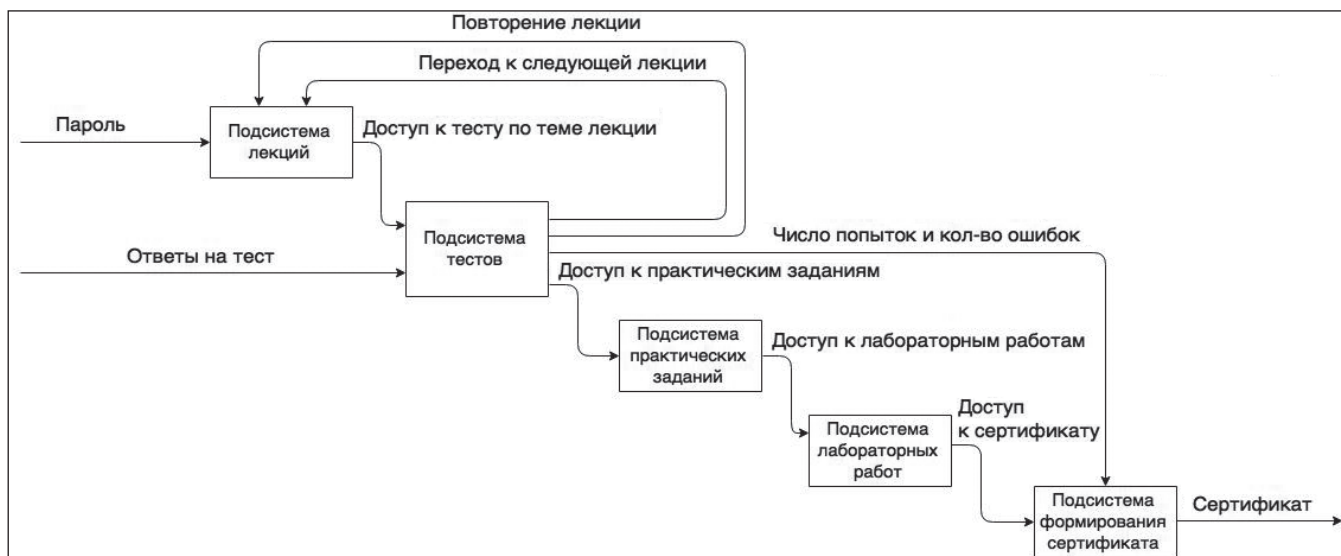 Повторение лекции
Переход к следующей лекции
Пароль
Подсистема
лекций
Доступ к тесту по теме лекции
Подсистема
тестов
Ответы на тест
Число попыток и кол-во ошибок
Доступ к практическим заданиям
Подсистема
практических
заданий
Доступ к лабораторным работам
Подсистема
лабораторных
работ
Доступ
к сертификату
Подсистема
формирования
сертификата
Сертификат